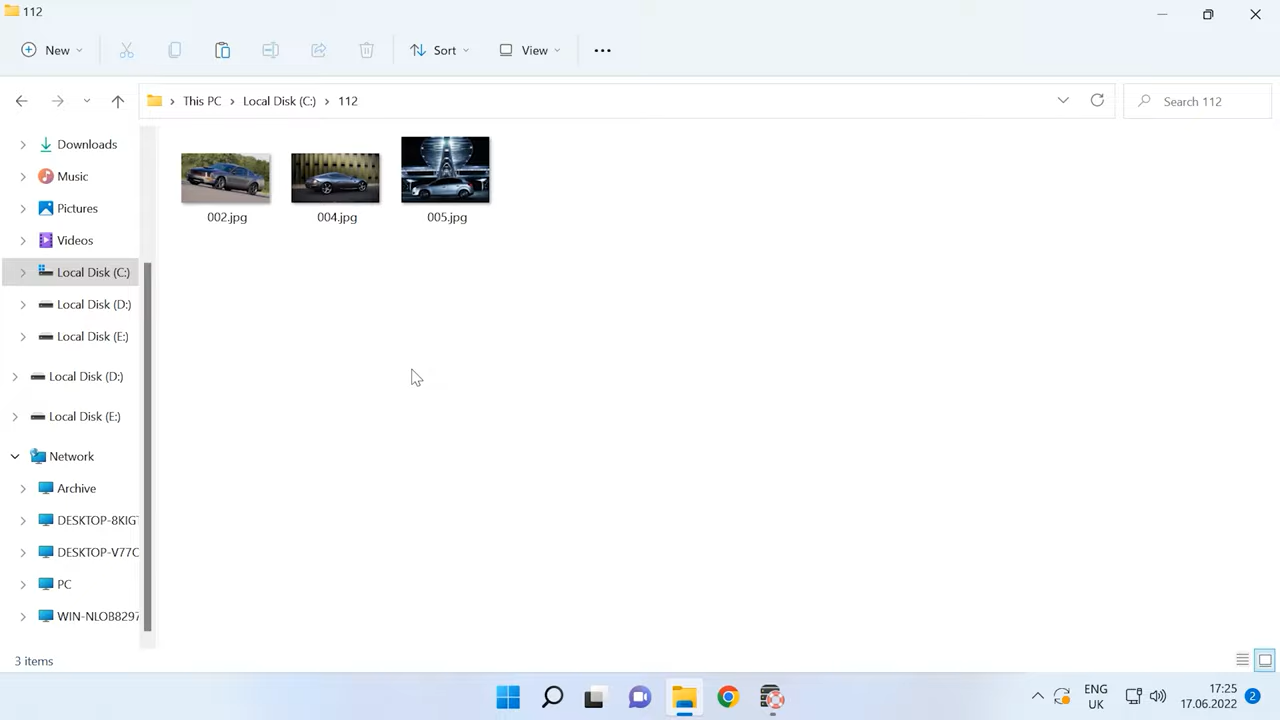 112
New
Sort
View
This PC
Local Disk (C:)
112
Search 112
Downloads
Music
Pictures
Videos
Local Disk (C:)
Local Disk (D:)
Local Disk (E:)
Local Disk (D:)
Local Disk (E:)
Network
Archive
DESKTOP-8KIG
DESKTOP-V77C
PC
WIN-NLOB8297
002.jpg
004.jpg
005.jpg
3 items
ENG
UK
17:25
17.06.2022
2